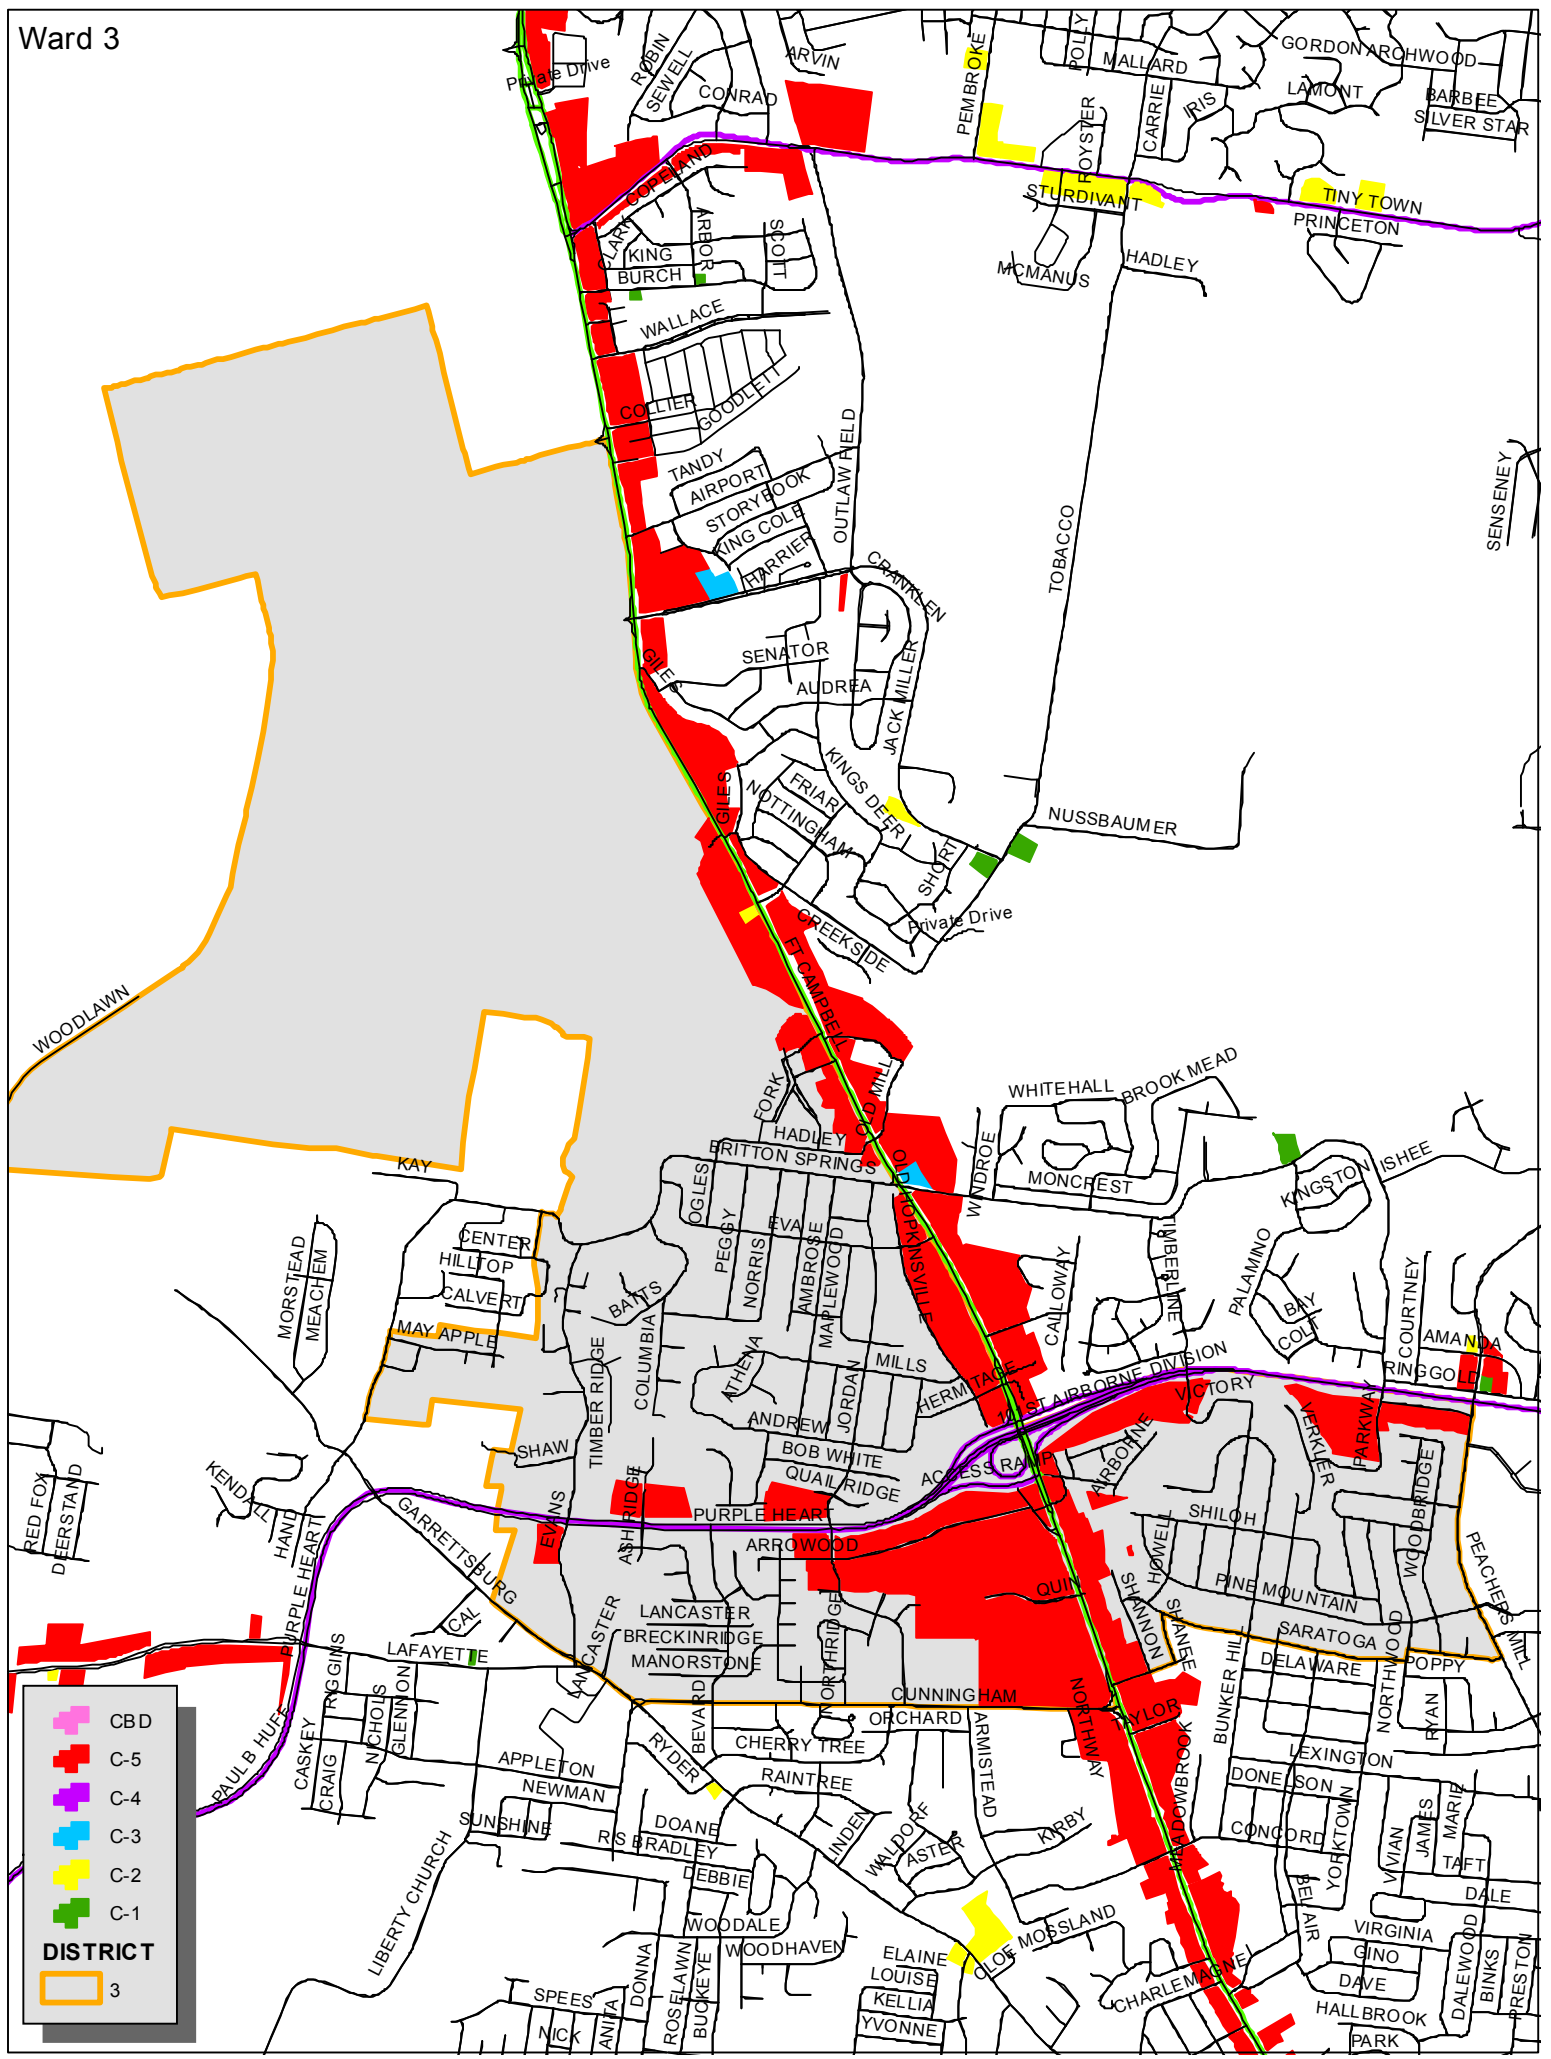 Ward 3
ROBIN
SEWELL
ARVIN
Private Drive
CONRAD
PEMBROKE
POLLY
MALLARD
GORDON
ARCHWOOD
LAMONT
BARBEE
SILVER STAR
IRIS
CARRIE
ROYSTER
COPELAND
STURDIVANT
TINY TOWN
PRINCETON
CLARK
ARBOR
SCOTT
KING
BURCH
MCMANUS
HADLEY
WALLACE
COLLIER
GOODLETT
TANDY
AIRPORT
STORYBOOK
KING COLE
HARRIER
OUTLAW FIELD
CRANKLEN
TOBACCO
SENSENEY
GILES
SENATOR
AUDREA
JACK MILLER
GILES
KINGS DEER
FRIAR
NOTTINGHAM
SHORT
NUSSBAUMER
Private Drive
CREEKSIDE
FT CAMPBELL
WOODLAWN
FORK
OLD MILL
WHITEHALL
BROOK MEAD
HADLEY
BRITTON SPRINGS
WINDROE
MONCREST
KINGSTON
ISHEE
KAY
OGLES
PEGGY
EVA
NORRIS
AMBROSE
MAPLEWOOD
OLD HOPKINSVILLE
CENTER
HILLTOP
CALVERT
MORSTEAD
MEACHEM
MAY APPLE
BATTS
COLUMBIA
TIMBER RIDGE
ATHENA
MILLS
JORDAN
HERMITAGE
CALLOWAY
TIMBERLINE
PALAMINO
BAY
COLT
COURTNEY
AMANDA
RINGGOLD
101ST AIRBORNE DIVISION
VICTORY
VERKLER
PARKWAY
WOODBRIDGE
ANDREW
BOB WHITE
QUAIL RIDGE
ACCESS RAMP
AIRBORNE
SHAW
KENDALL
HAND
RED FOX
DEERSTAND
PURPLE HEART
GARRETTSBURG
EVANS
ASHRIDGE
PURPLE HEART
ARROWOOD
SHILOH
HOWELL
PINE MOUNTAIN
SARATOGA
PEACHERS MILL
QUIN
SHANNON
SHANEE
CAL
LAFAYETTE
LANCASTER
LANCASTER
BRECKINRIDGE
MANORSTONE
NORTHRIDGE
LANCASTER
CUNNINGHAM
NORTHWAY
TAYLOR
BUNKER HILL
DELAWARE
NORTHWOOD
POPPY
RYAN
RIGGINS
NICHOLS
GLENNON
CASKEY
CRAIG
PAUL B HUFF
BEVARD
ORCHARD
CHERRY TREE
RAINTREE
RYDER
ARMISTEAD
MEADOWBROOK
LEXINGTON
DONELSON
CONCORD
YORKTOWN
VIVIAN
JAMES
MARIE
TAFT
DALE
APPLETON
NEWMAN
SUNSHINE
DOANE
R S BRADLEY
DEBBIE
LINDEN
WALDORF
ASTER
KIRBY
LIBERTY CHURCH
WOODALE
WOODHAVEN
ELAINE
LOUISE
KELLIA
YVONNE
CLOE
MOSSLAND
CHARLEMAGNE
BEL AIR
VIRGINIA
GINO
DAVE
HALLBROOK
PARK
DALEWOOD
BINKS
PRESTON
SPEES
NICK
ANITA
DONNA
ROSELAWN
BUCKEYE
CBD
C-5
C-4
C-3
C-2
C-1
DISTRICT
3